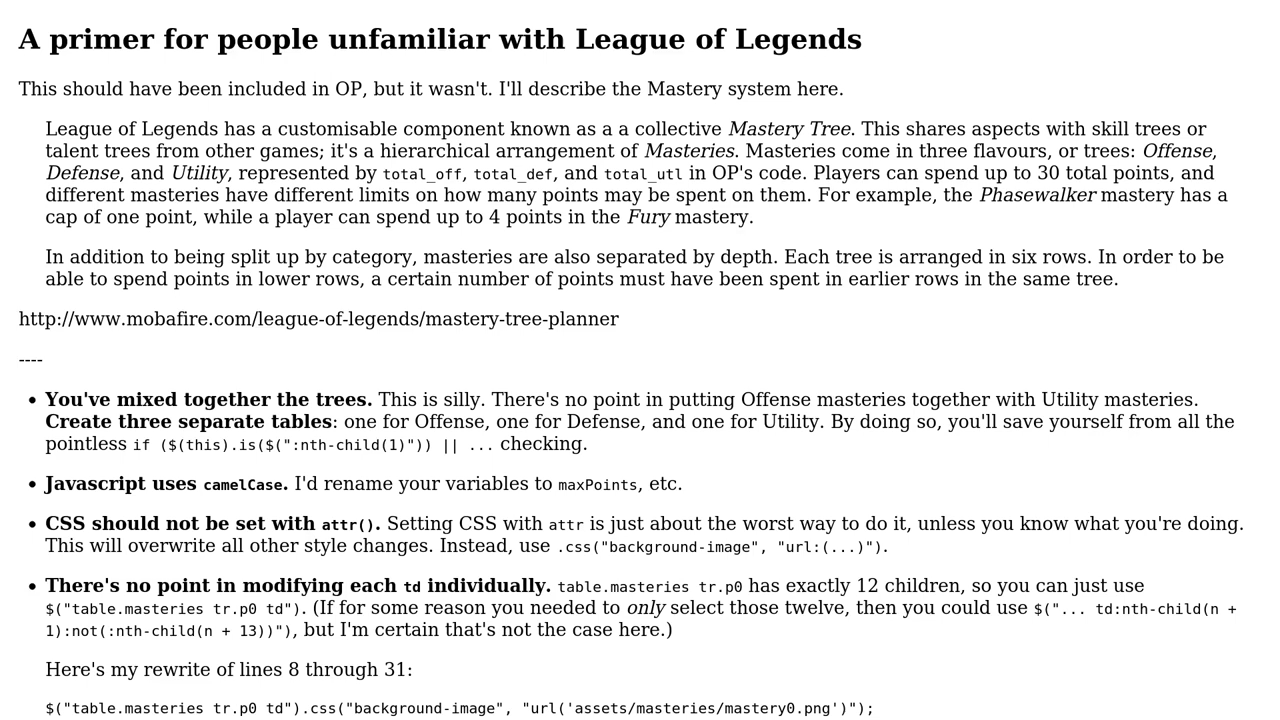 A primer for people unfamiliar with League of Legends
This should have been included in OP, but it wasn't. I'll describe the Mastery system here.
League of Legends has a customisable component known as a a collective Mastery Tree. This shares aspects with skill trees or
talent trees from other games; it's a hierarchical arrangement of Masteries. Masteries come in three flavours, or trees: Offense,
Defense, and Utility, represented by total_off, total_def, and total_utl in OP's code. Players can spend up to 30 total points, and
different masteries have different limits on how many points may be spent on them. For example, the Phasewalker mastery has a
cap of one point, while a player can spend up to 4 points in the Fury mastery.
In addition to being split up by category, masteries are also separated by depth. Each tree is arranged in six rows. In order to be
able to spend points in lower rows, a certain number of points must have been spent in earlier rows in the same tree.
http://www.mobafire.com/league-of-legends/mastery-tree-planner
----
• You've mixed together the trees. This is silly. There's no point in putting Offense masteries together with Utility masteries.
Create three separate tables: one for Offense, one for Defense, and one for Utility. By doing so, you'll save yourself from all the
pointless if ($(this).is($(":nth-child(1)")) || ... checking.
• Javascript uses camelCase. I'd rename your variables to maxPoints, etc.
• CSS should not be set with attr(). Setting CSS with attr is just about the worst way to do it, unless you know what you're doing.
This will overwrite all other style changes. Instead, use .css("background-image", "url:(...)").
• There's no point in modifying each td individually. table.masteries tr.p0 has exactly 12 children, so you can just use
$("table.masteries tr.p0 td"). (If for some reason you needed to only select those twelve, then you could use $("... td:nth-child(n +
1):not(:nth-child(n + 13))"), but I'm certain that's not the case here.)
Here's my rewrite of lines 8 through 31:
$("table.masteries tr.p0 td").css("background-image", "url('assets/masteries/mastery0.png')");